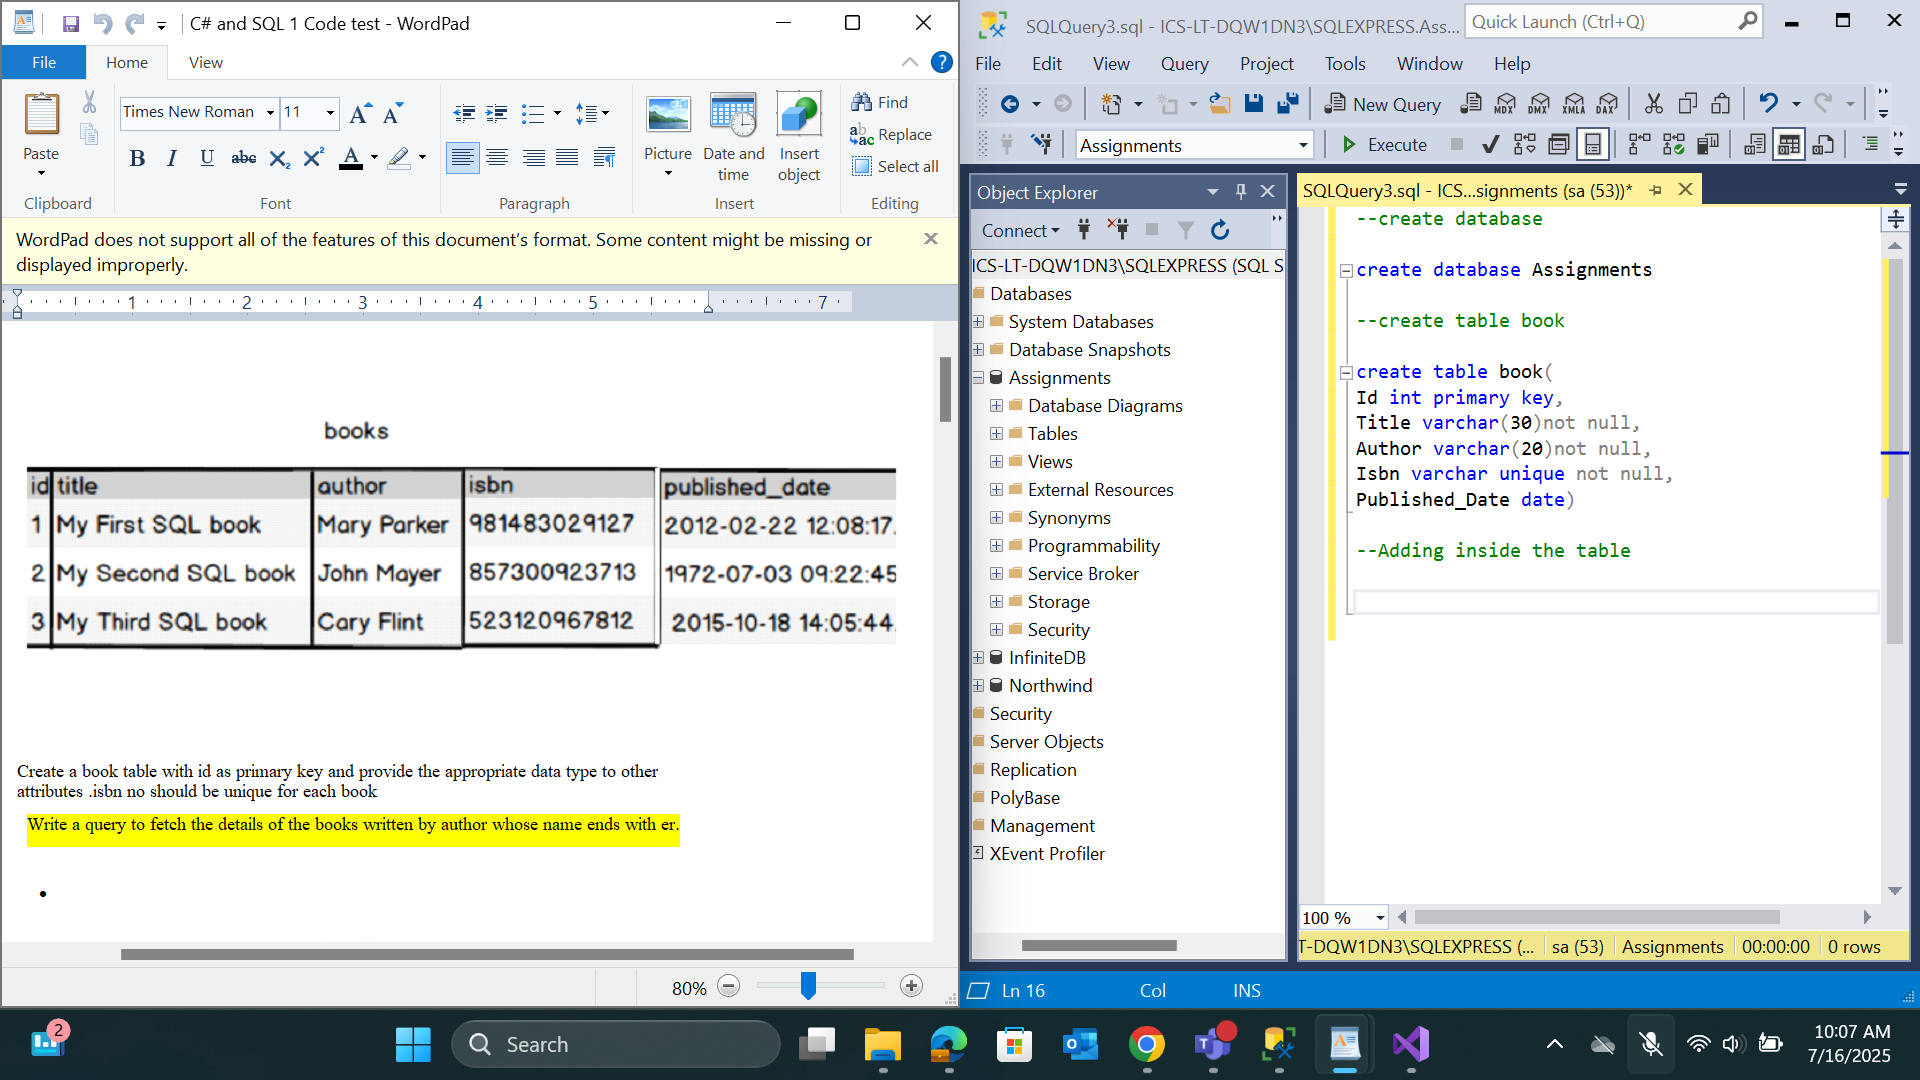 C# and SQL 1 Code test - WordPad
File
Home
View
Paste
Clipboard
Times New Roman
11
Font
Paragraph
Picture
Date and time
Insert object
Insert
Find
Replace
Select all
Editing
WordPad does not support all of the features of this document's format. Some content might be missing or
displayed improperly.
1 2 3 4 5 7
books
id title author isbn published_date
1 My First SQL book Mary Parker 981483029127 2012-02-22 12:08:17.
2 My Second SQL book John Mayer 857300923713 1972-07-03 09:22:45
3 My Third SQL book Cary Flint 523120967812 2015-10-18 14:05:44.
Create a book table with id as primary key and provide the appropriate data type to other
attributes .isbn no should be unique for each book
Write a query to fetch the details of the books written by author whose name ends with er.
80%
SQLQuery3.sql - ICS-LT-DQW1DN3\SQLEXPRESS.Ass...
Quick Launch (Ctrl+Q)
File Edit View Query Project Tools Window Help
New Query
MDX DMX XMLA DAX
Assignments
Execute
Object Explorer
Connect
ICS-LT-DQW1DN3\SQLEXPRESS (SQL S
Databases
System Databases
Database Snapshots
Assignments
Database Diagrams
Tables
Views
External Resources
Synonyms
Programmability
Service Broker
Storage
Security
InfiniteDB
Northwind
Security
Server Objects
Replication
PolyBase
Management
XEvent Profiler
SQLQuery3.sql - ICS...signments (sa (53))*
--create database
create database Assignments
--create table book
create table book(
Id int primary key,
Title varchar(30)not null,
Author varchar(20)not null,
Isbn varchar unique not null,
Published_Date date)
--Adding inside the table
100 %
T-DQW1DN3\SQLEXPRESS (... sa (53) Assignments 00:00:00 0 rows
Ln 16 Col INS
2
Search
10:07 AM
7/16/2025